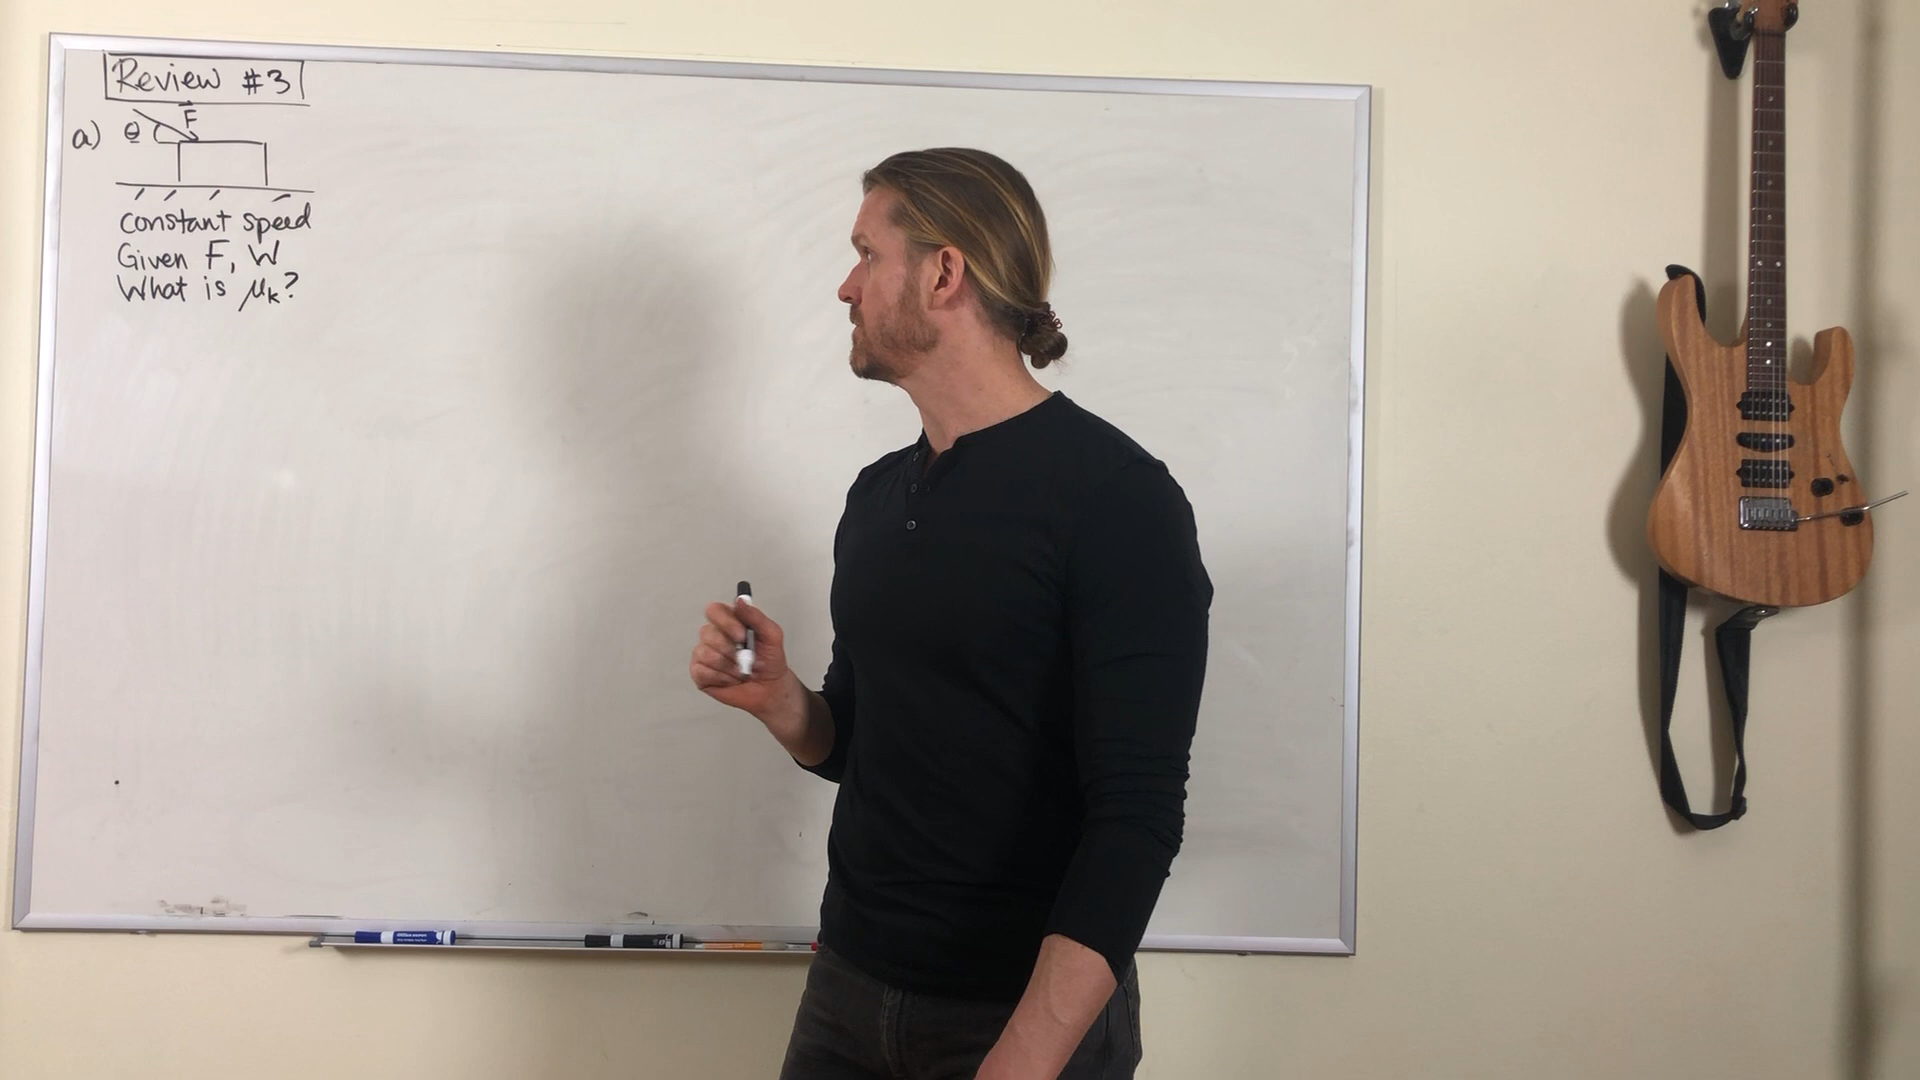 Review #3
a) θ F
constant speed
Given F, W
What is μk?